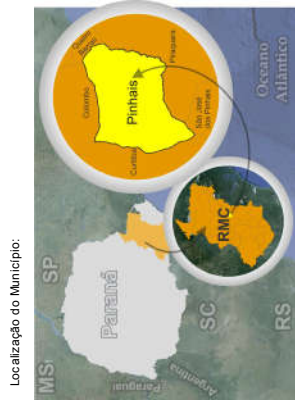 Localização do Município:
MS
SP
Paraná
Paraguai
Argentina
SC
RS
RMC
Oceano
Atlântico
Quatro
Barras
Colombo
Pinhais
Piraquara
Curitiba
São José
dos Pinhais